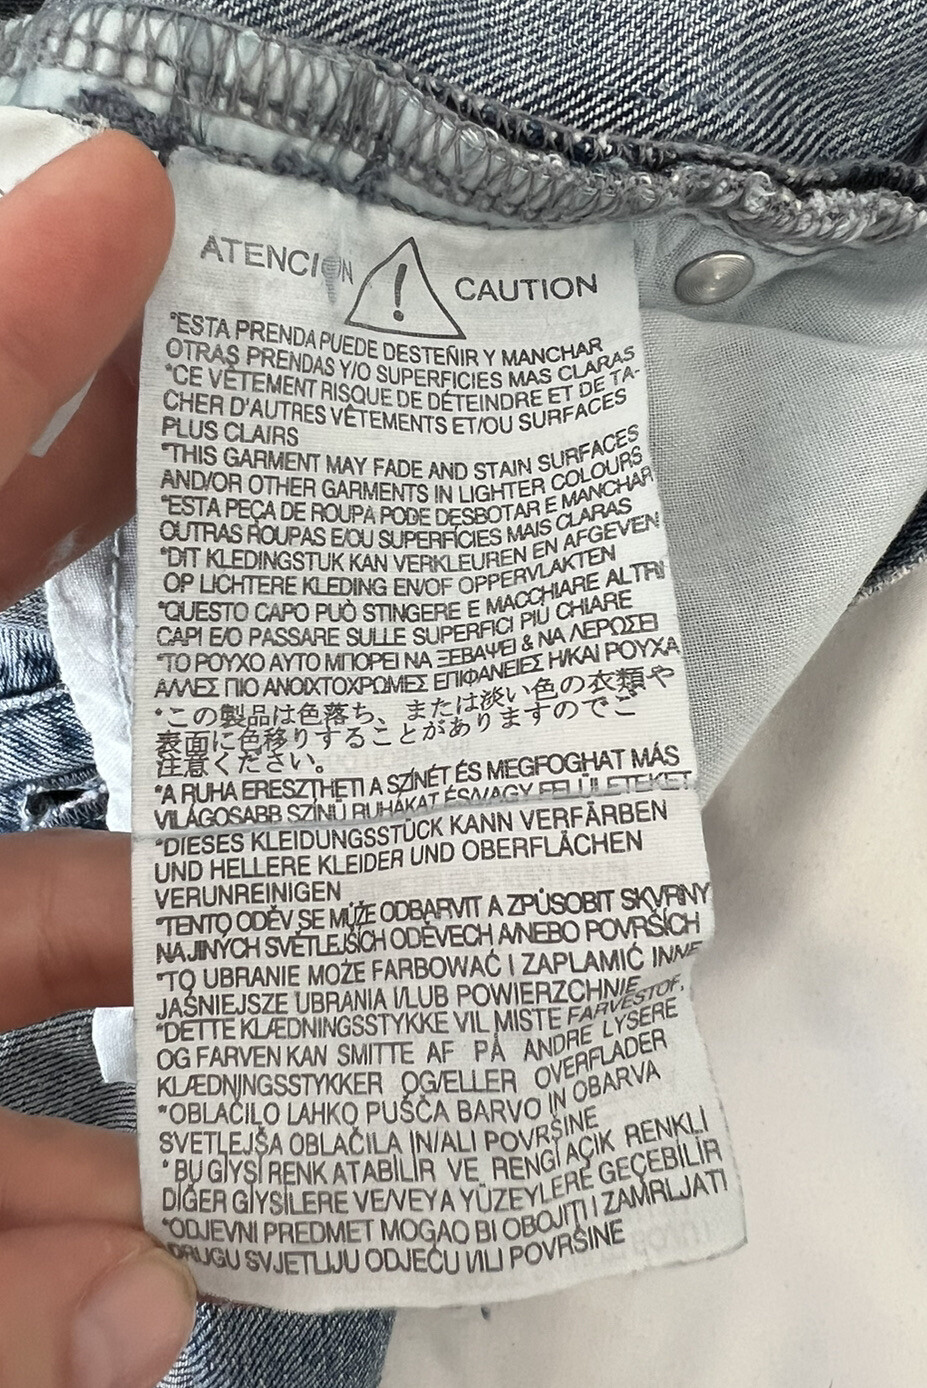 ATENCIÓN ! CAUTION
*ESTA PRENDA PUEDE DESTEÑIR Y MANCHAR
OTRAS PRENDAS Y/O SUPERFICIES MAS CLARAS
*CE VÊTEMENT RISQUE DE DÉTEINDRE ET DE TA-
CHER D'AUTRES VÊTEMENTS ET/OU SURFACES
PLUS CLAIRS
*THIS GARMENT MAY FADE AND STAIN SURFACES
AND/OR OTHER GARMENTS IN LIGHTER COLOURS
*ESTA PEÇA DE ROUPA PODE DESBOTAR E MANCHAR
OUTRAS ROUPAS E/OU SUPERFÍCIES MAIS CLARAS
*DIT KLEDINGSTUK KAN VERKLEUREN EN AFGEVEN
OP LICHTERE KLEDING EN/OF OPPERVLAKTEN
*QUESTO CAPO PUÒ STINGERE E MACCHIARE ALTRI
CAPI E/O PASSARE SULLE SUPERFICI PIÙ CHIARE
*ΤΟ ΡΟΥΧΟ ΑΥΤΟ ΜΠΟΡΕΙ ΝΑ ΞΕΒΑΨΕΙ & ΝΑ ΛΕΡΩΣΕΙ
ΑΛΛΕΣ ΠΙΟ ΑΝΟΙΧΤΟΧΡΩΜΕΣ ΕΠΙΦΑΝΕΙΕΣ Η/ΚΑΙ ΡΟΥΧΑ
*この製品は色落ち、または淡い色の衣類や
表面に色移りすることがありますのでご
注意ください。
*A RUHA ERESZTHETI A SZÍNÉT ÉS MEGFOGHAT MÁS
VILÁGOSABB SZÍNŰ RUHÁKAT ÉS/VAGY FELÜLETEKET
*DIESES KLEIDUNGSSTÜCK KANN VERFÄRBEN
UND HELLERE KLEIDER UND OBERFLÄCHEN
VERUNREINIGEN
*TENTO ODĚV SE MŮŽE ODBARVIT A ZPŮSOBIT SKVRNY
NA JINÝCH SVĚTLEJŠÍCH ODĚVECH A/NEBO POVRŠÍCH
*TO UBRANIE MOŻE FARBOWAĆ I ZAPLAMIĆ INNE
JAŚNIEJSZE UBRANIA I/LUB POWIERZCHNIE
*DETTE KLÆDNINGSSTYKKE VIL MISTE FARVESTOF,
OG FARVEN KAN SMITTE AF PÅ ANDRE LYSERE
KLÆDNINGSSTYKKER OG/ELLER OVERFLADER
*OBLAČILO LAHKO PUŠČA BARVO IN OBARVA
SVETLEJŠA OBLAČILA IN/ALI POVRŠINE
*BU GİYSİ RENK ATABİLİR VE RENGİ AÇIK RENKLİ
DİĞER GİYSİLERE VE/VEYA YÜZEYLERE GEÇEBİLİR
*ODJEVNI PREDMET MOGAO BI OBOJITI I ZAMRLJATI
DRUGU SVJETLIJU ODJEĆU I/ILI POVRŠINE